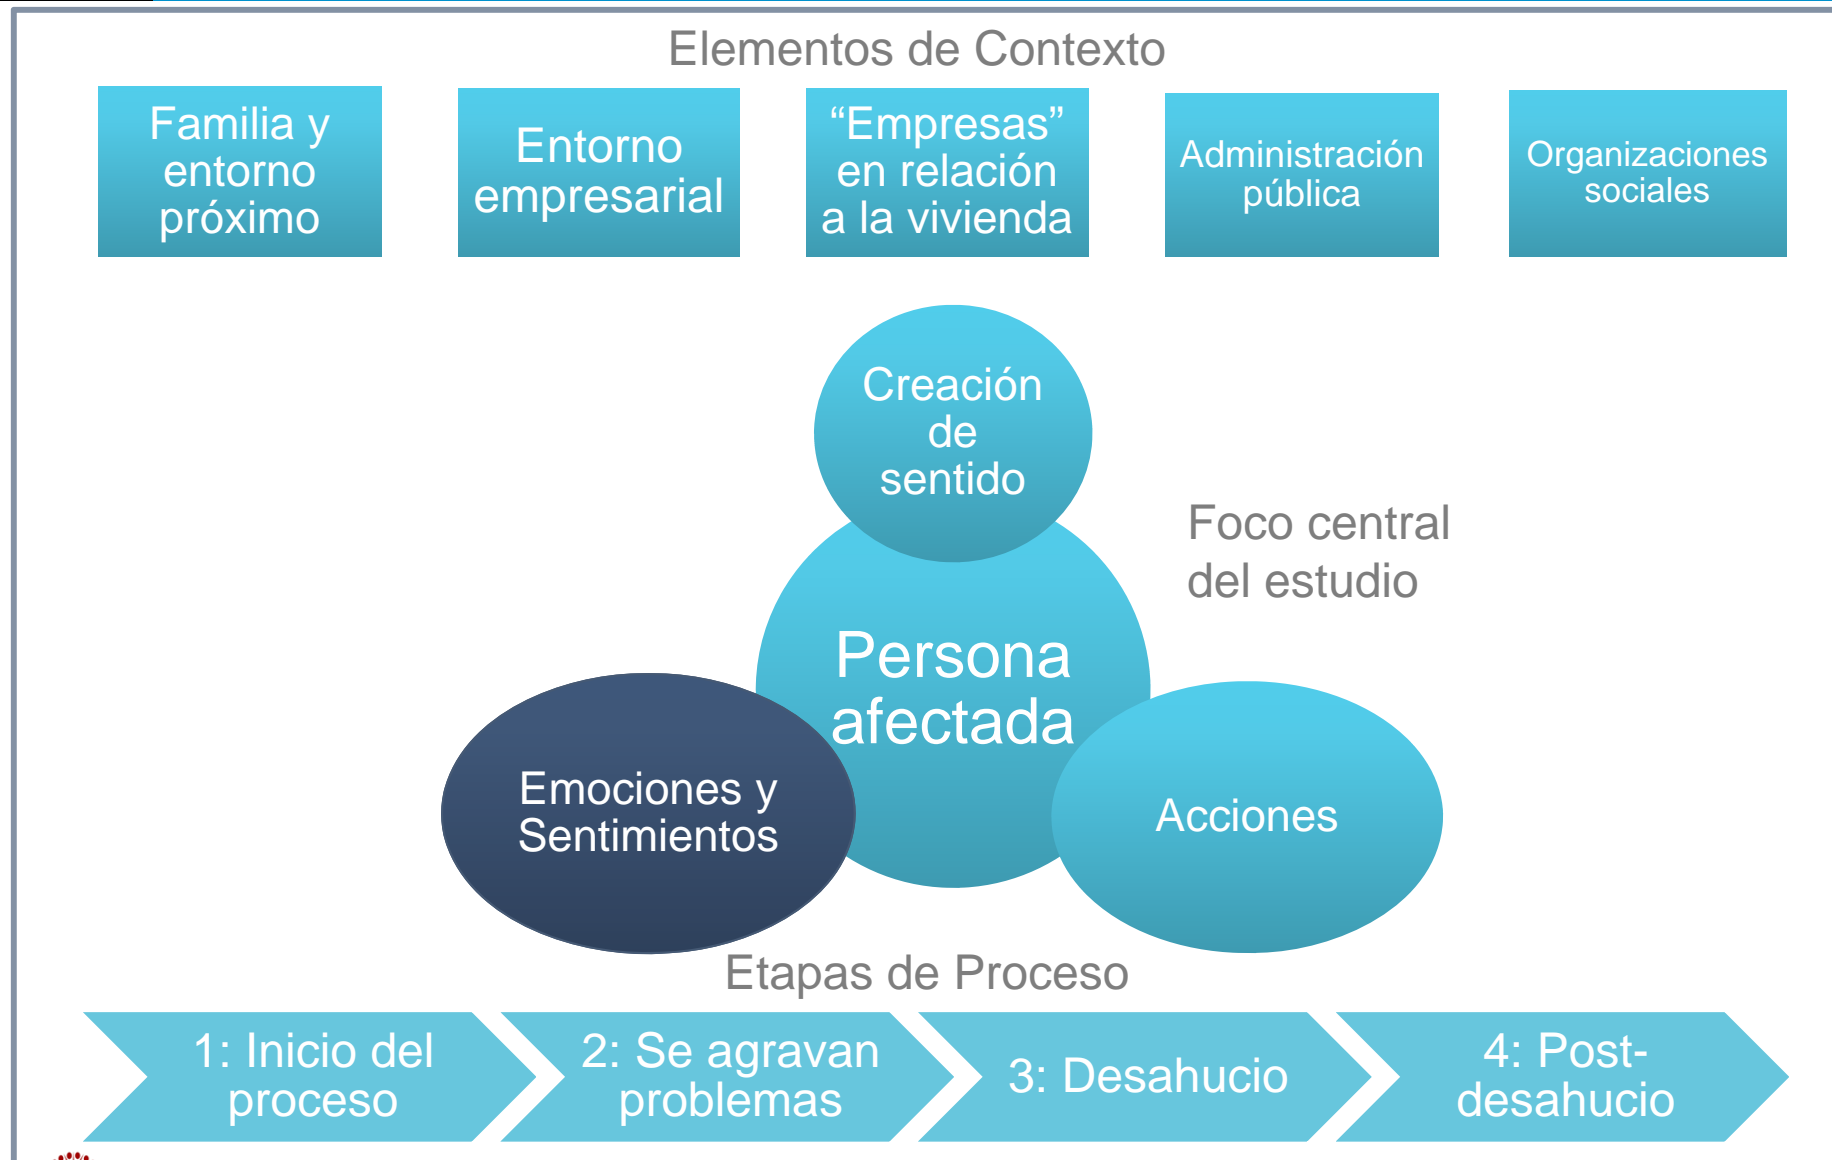 Elementos de Contexto
Familia y
entorno
próximo
Entorno
empresarial
“Empresas”
en relación
a la vivienda
Administración
pública
Organizaciones
sociales
Creación
de
sentido
Foco central
del estudio
Persona
afectada
Emociones y
Sentimientos
Acciones
Etapas de Proceso
1: Inicio del
proceso
2: Se agravan
problemas
3: Desahucio
4: Post-
desahucio